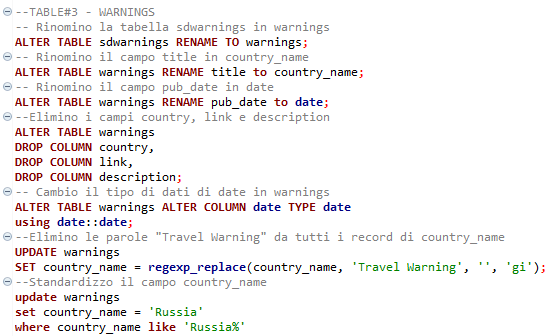 --TABLE#3 - WARNINGS
-- Rinomino la tabella sdwarnings in warnings
ALTER TABLE sdwarnings RENAME TO warnings;
-- Rinomino il campo title in country_name
ALTER TABLE warnings RENAME title to country_name;
-- Rinomino il campo pub_date in date
ALTER TABLE warnings RENAME pub_date to date;
--Elimino i campi country, link e description
ALTER TABLE warnings
DROP COLUMN country,
DROP COLUMN link,
DROP COLUMN description;
-- Cambio il tipo di dati di date in warnings
ALTER TABLE warnings ALTER COLUMN date TYPE date
using date::date;
--Elimino le parole "Travel Warning" da tutti i record di country_name
UPDATE warnings
SET country_name = regexp_replace(country_name, 'Travel Warning', '', 'gi');
--Standardizzo il campo country_name
update warnings
set country_name = 'Russia'
where country_name like 'Russia%'